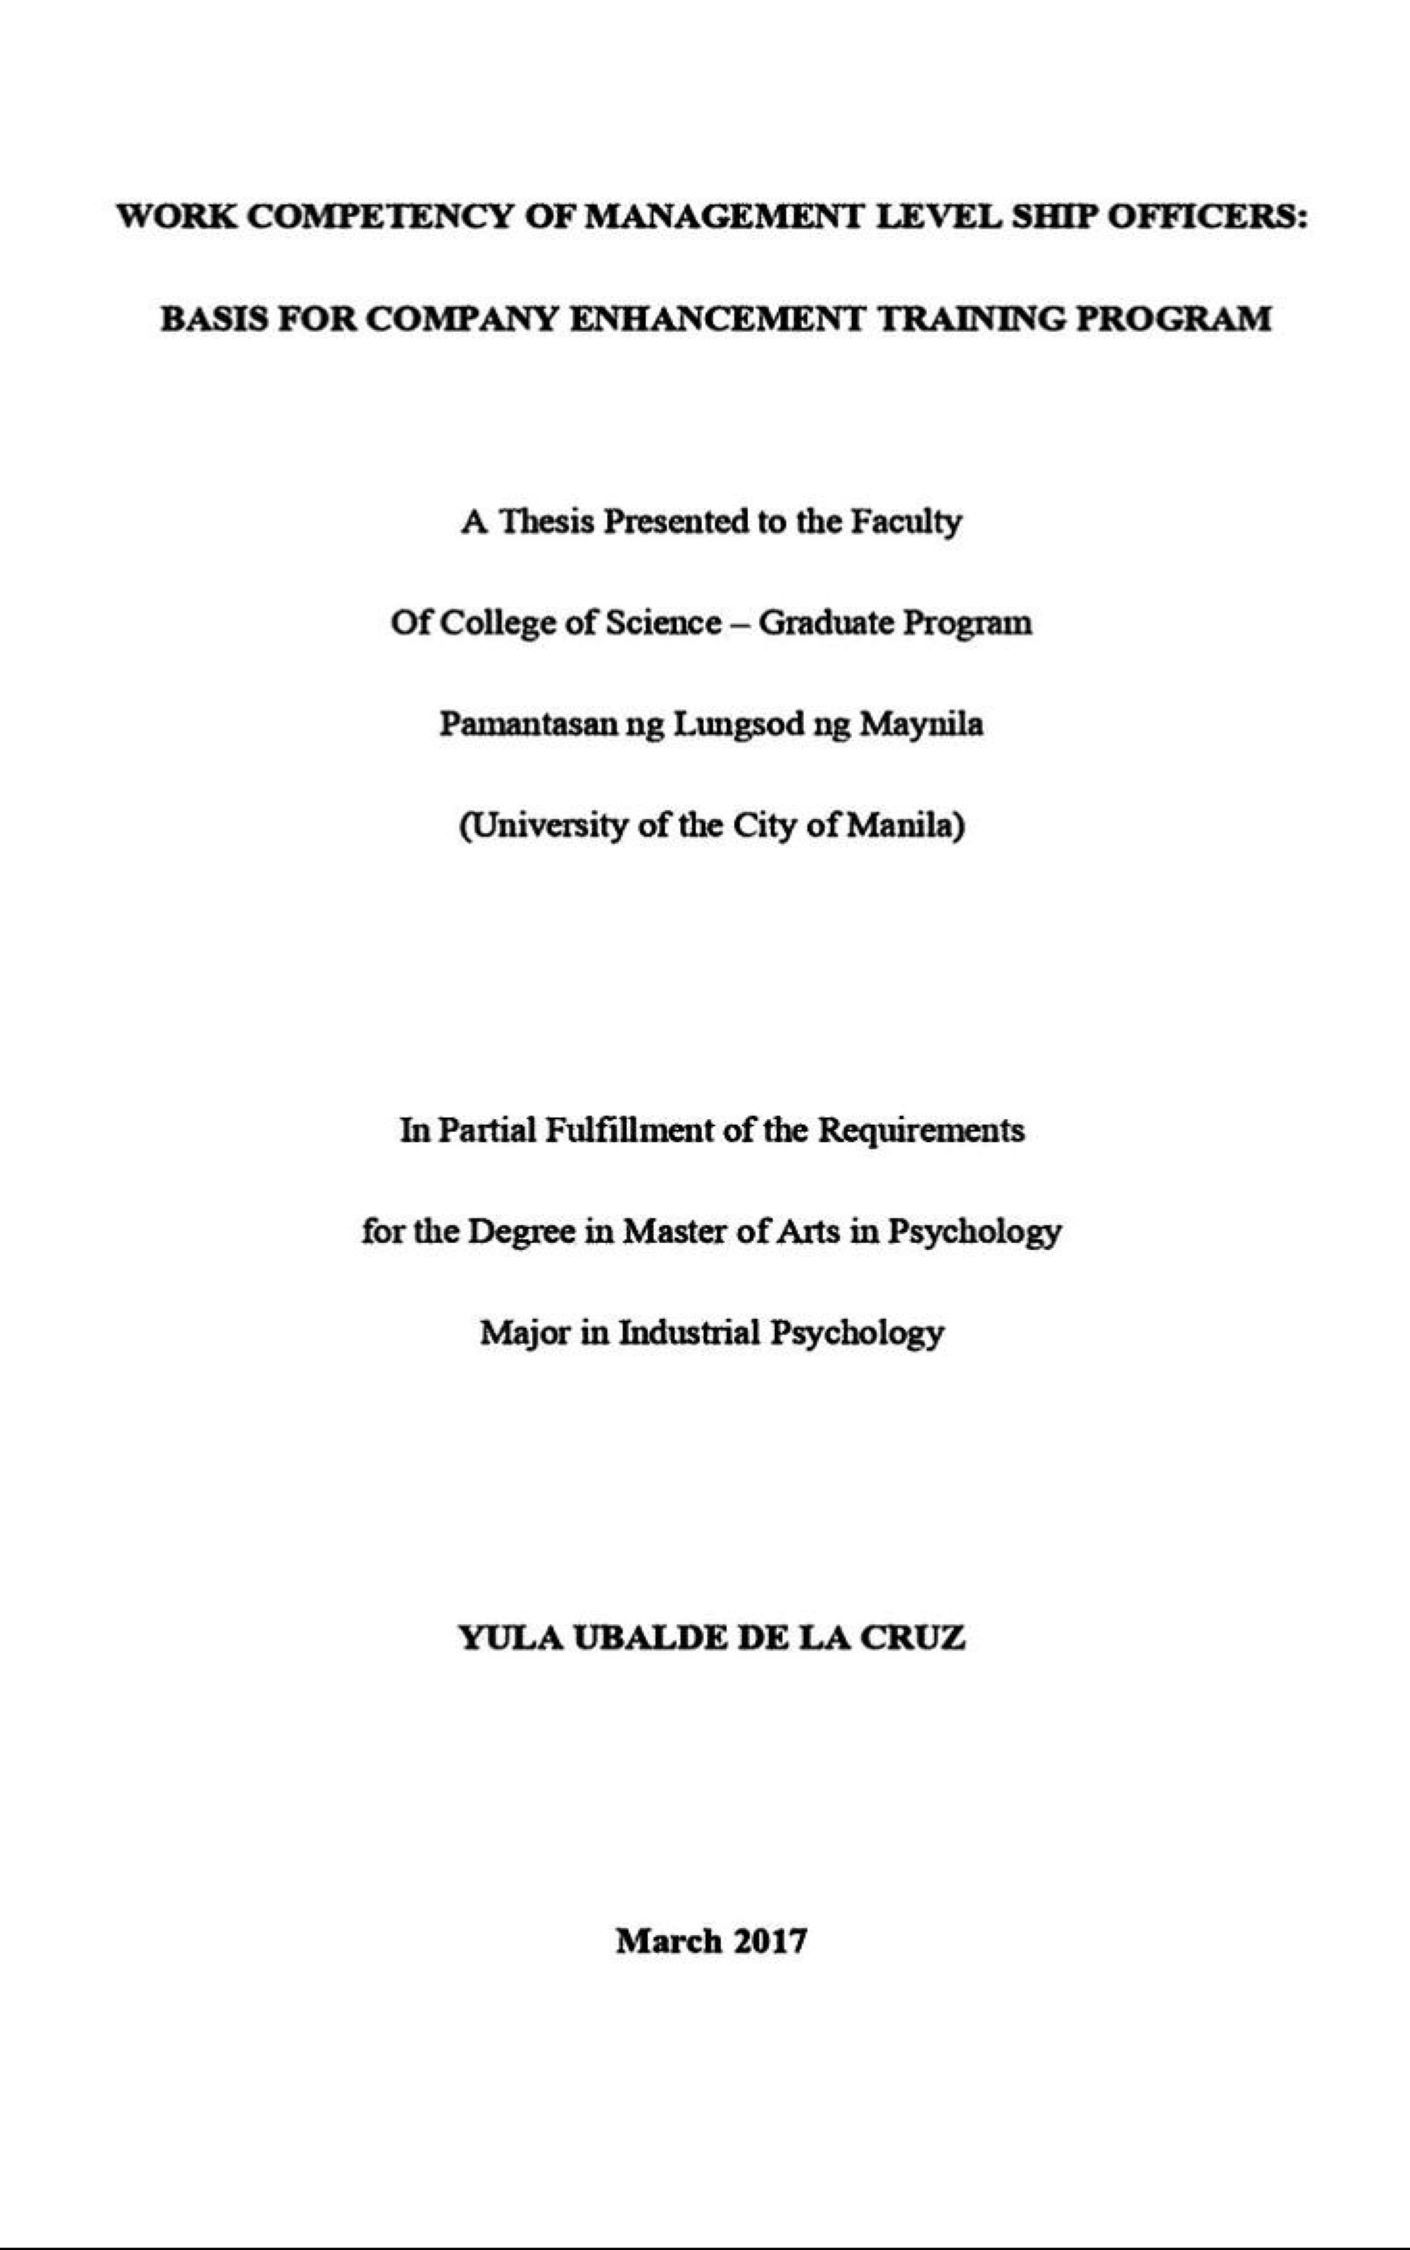 WORK COMPETENCY OF MANAGEMENT LEVEL SHIP OFFICERS:
BASIS FOR COMPANY ENHANCEMENT TRAINING PROGRAM
A Thesis Presented to the Faculty
Of College of Science – Graduate Program
Pamantasan ng Lungsod ng Maynila
(University of the City of Manila)
In Partial Fulfillment of the Requirements
for the Degree in Master of Arts in Psychology
Major in Industrial Psychology
YULA UBALDE DE LA CRUZ
March 2017